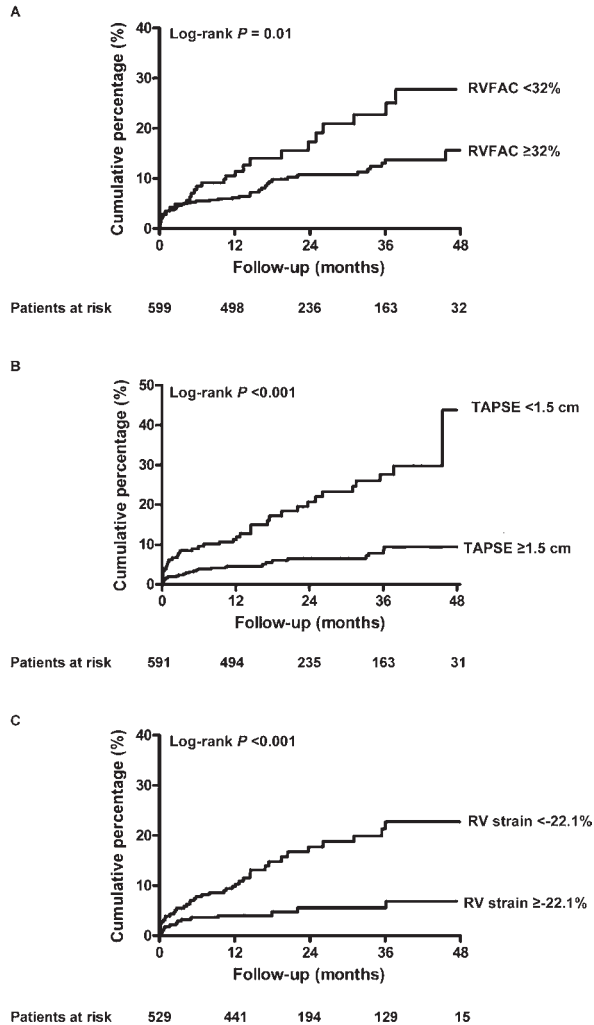 A
Cumulative percentage (%)
Log-rank P = 0.01
40
30
20
10
0
RVFAC <32%
RVFAC ≥32%
0 12 24 36 48
Follow-up (months)
Patients at risk 599 498 236 163 32
B
Cumulative percentage (%)
Log-rank P <0.001
50
40
30
20
10
0
TAPSE <1.5 cm
TAPSE ≥1.5 cm
0 12 24 36 48
Follow-up (months)
Patients at risk 591 494 235 163 31
C
Cumulative percentage (%)
Log-rank P <0.001
40
30
20
10
0
RV strain <-22.1%
RV strain ≥-22.1%
0 12 24 36 48
Follow-up (months)
Patients at risk 529 441 194 129 15